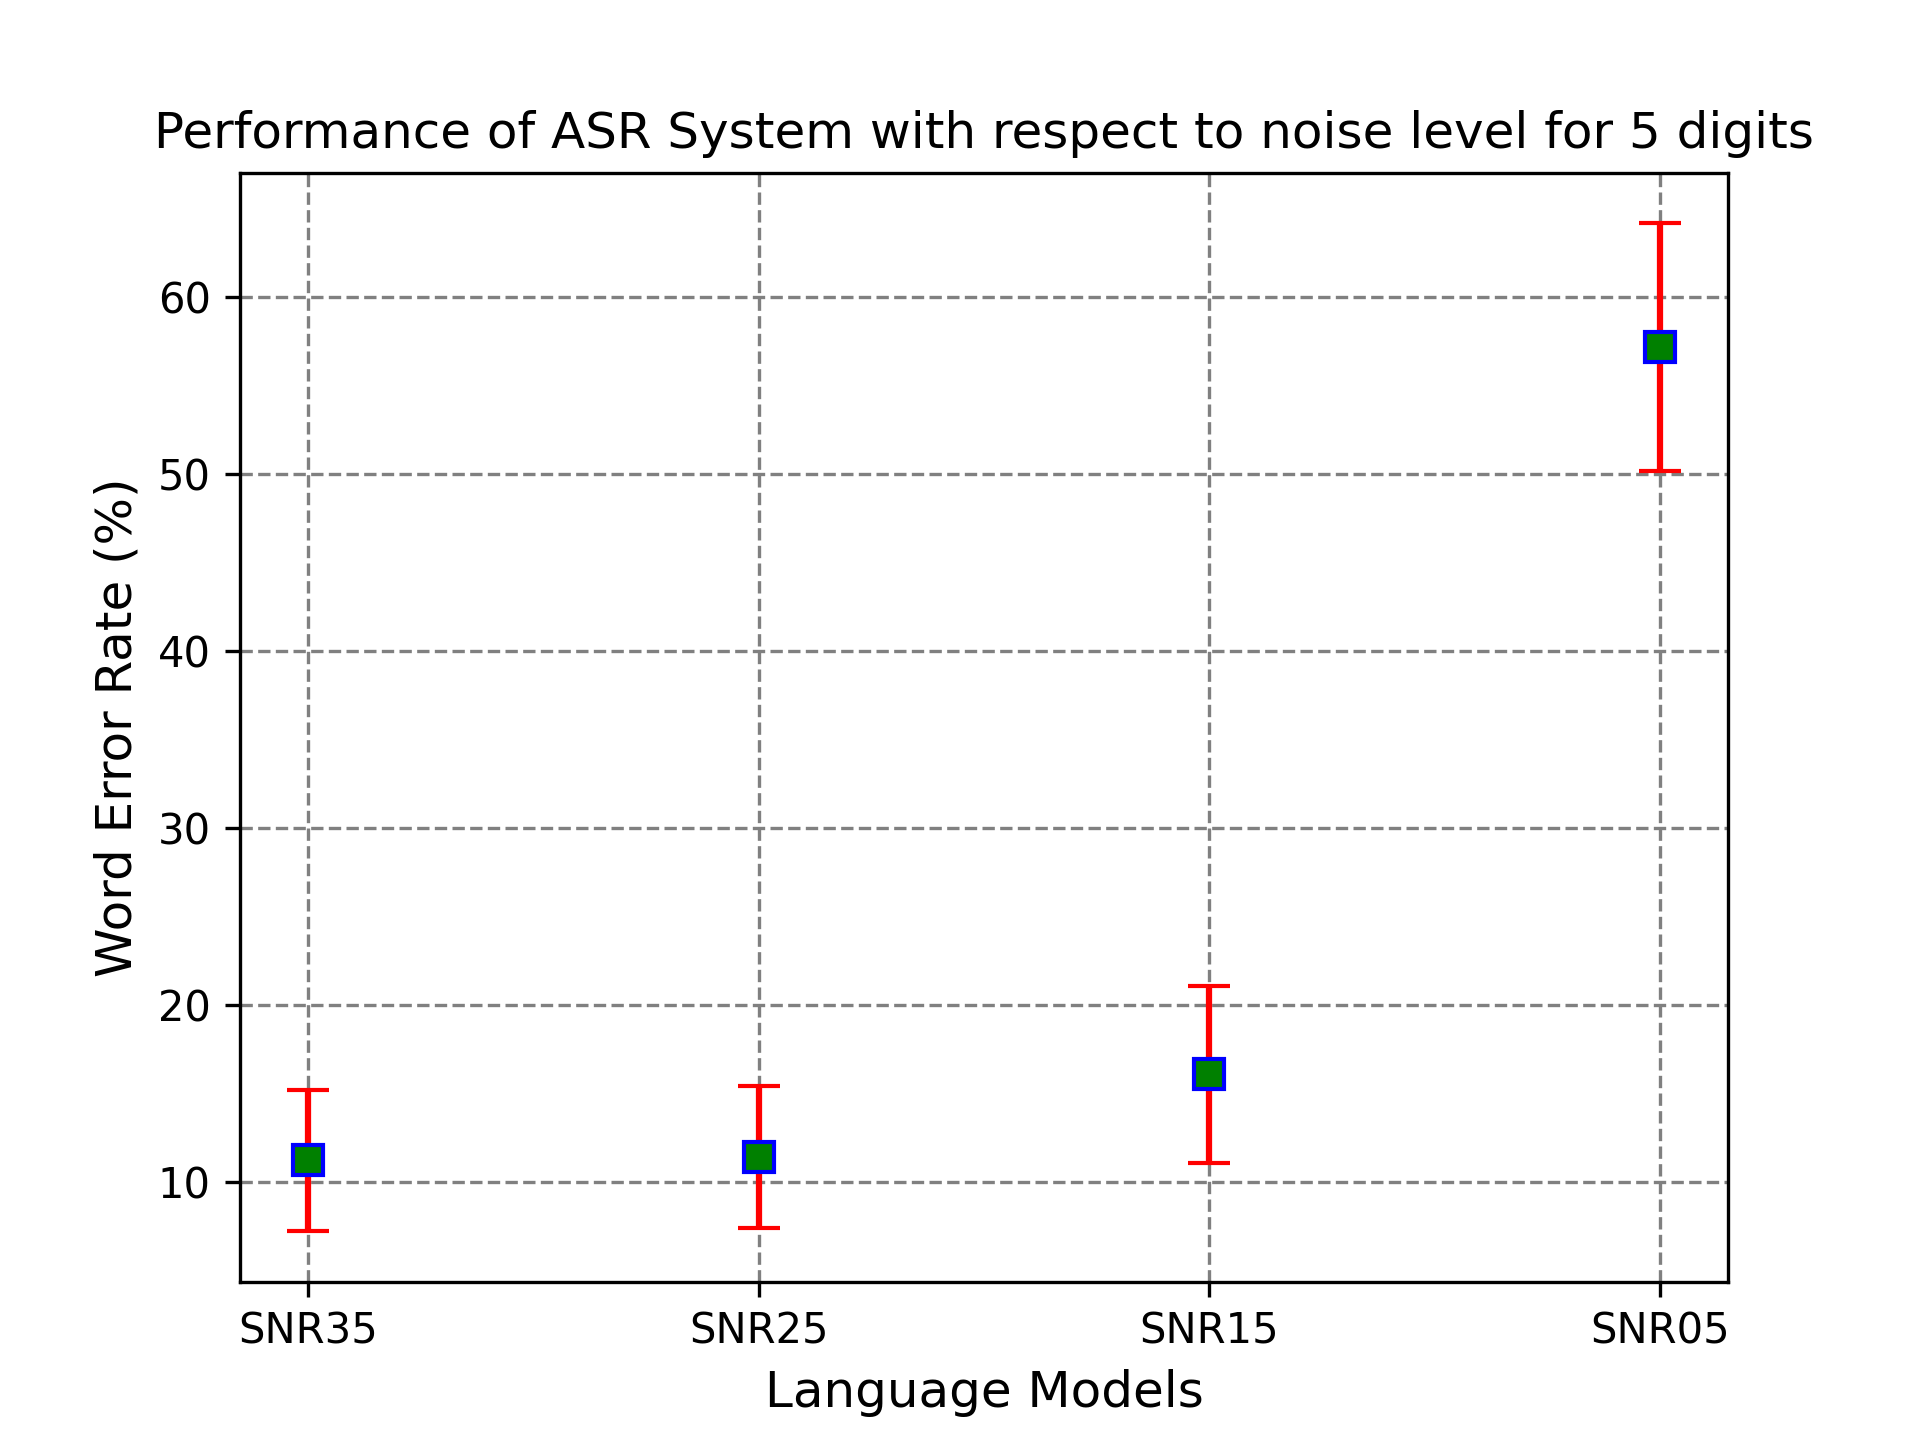 Performance of ASR System with respect to noise level for 5 digits
Word Error Rate (%)
60
50
40
30
20
10
SNR35 SNR25 SNR15 SNR05
Language Models